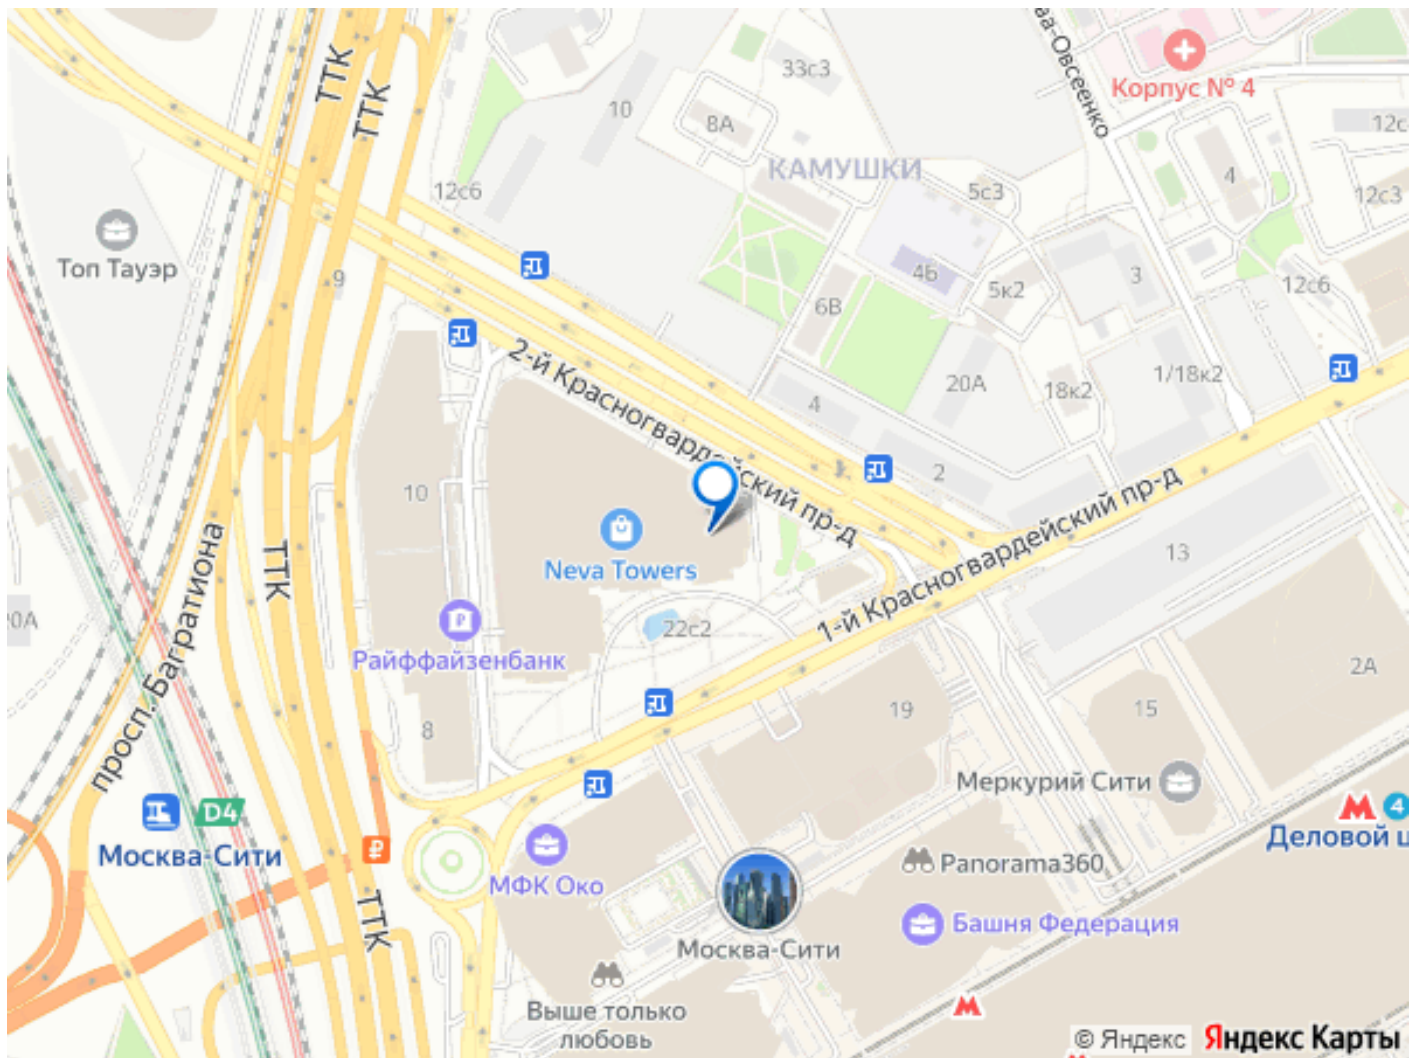 ТТК
ТТК
33с3
10
8А
КАМУШКИ
Корпус № 4
12с6
5с3
4
12с3
Топ Тауэр
9
4Б
5к2
3
12с6
6В
2-й Красногвардейский пр-д
20А
18к2
1/18к2
4
2
10
Neva Towers
1-й Красногвардейский пр-д
13
ТТК
просп. Багратиона
22с2
Райффайзенбанк
2А
19
15
8
Меркурий Сити
D4
Москва-Сити
4
Деловой ц
Panorama360
МФК Око
Башня Федерация
ТТК
Москва-Сити
Выше только
любовь
© Яндекс Яндекс Карты